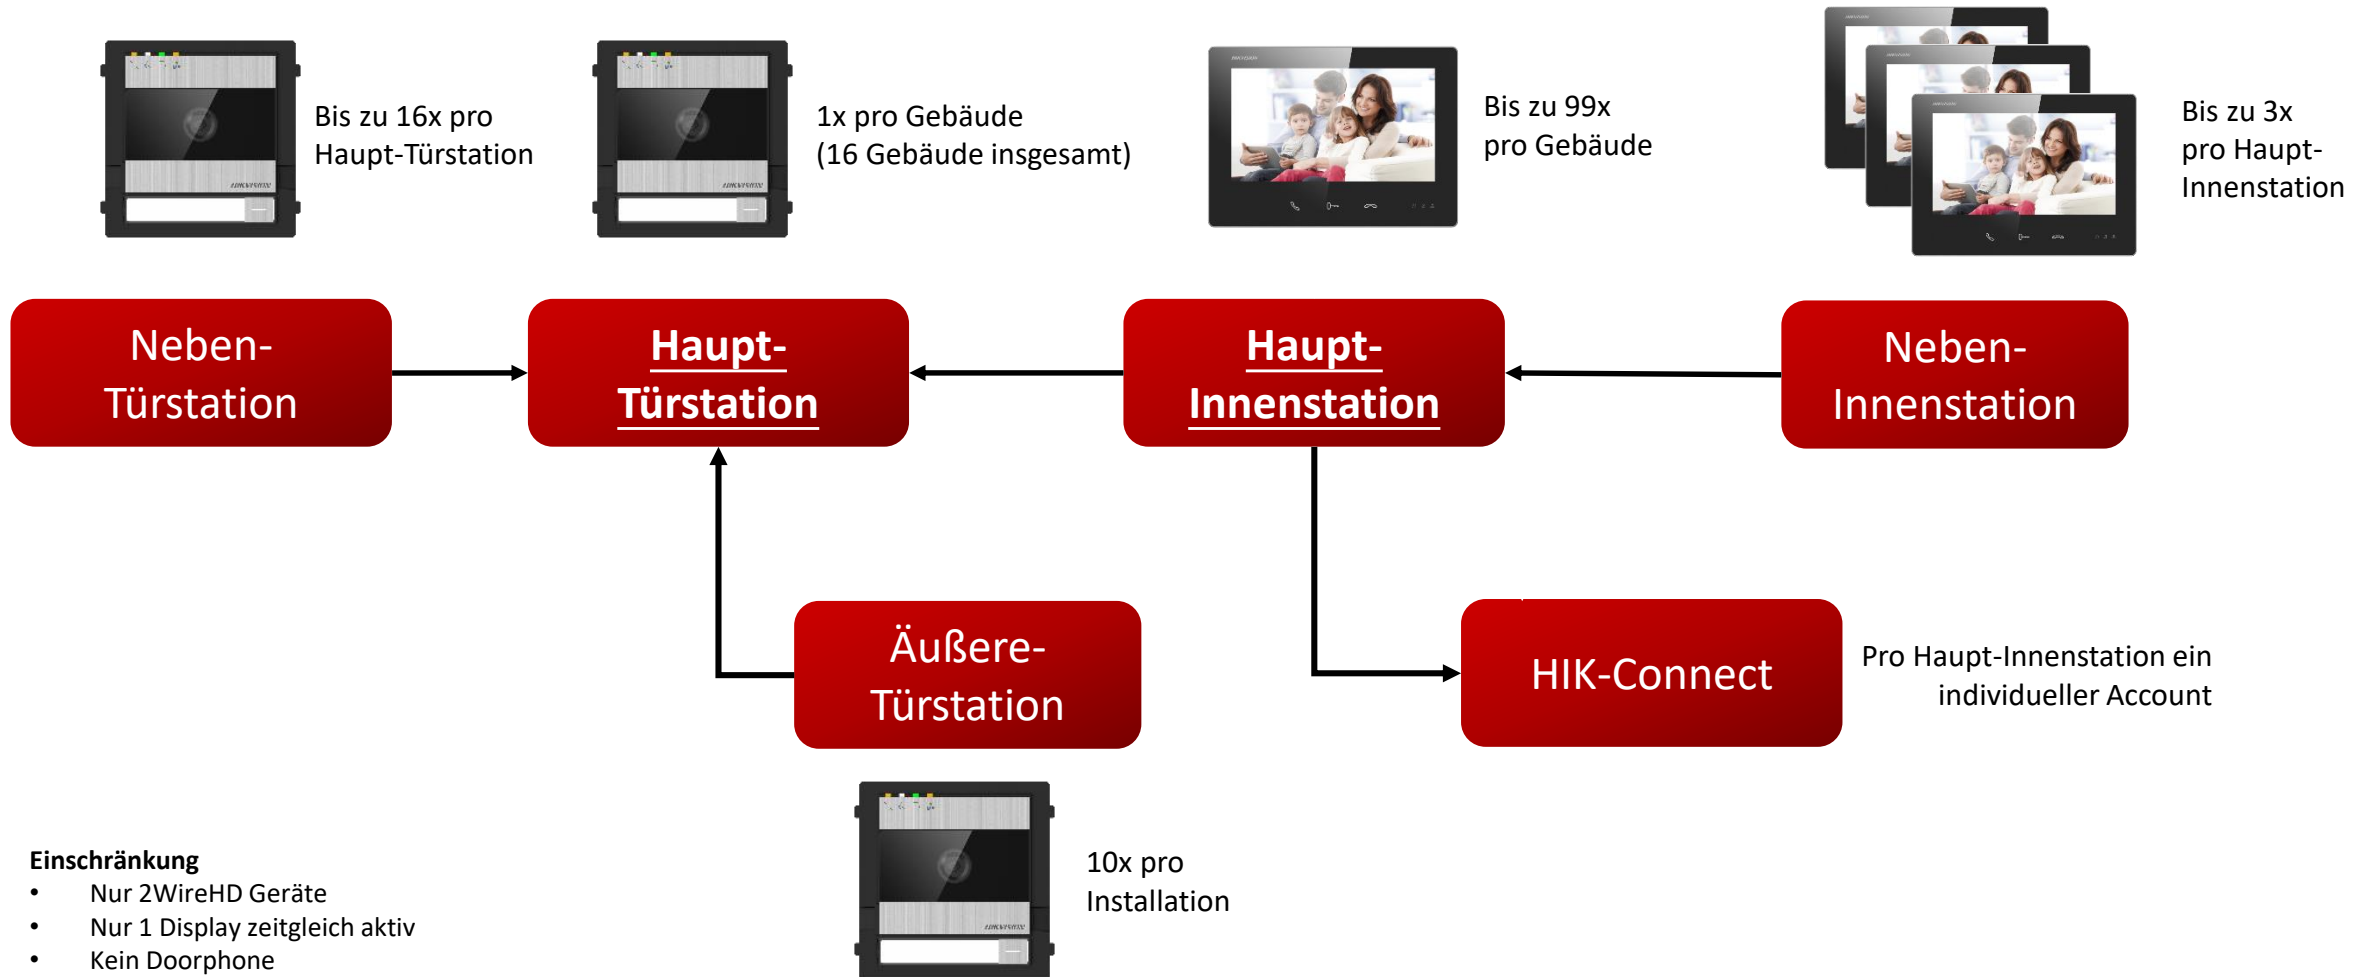 Bis zu 16x pro
Haupt-Türstation
1x pro Gebäude
(16 Gebäude insgesamt)
Bis zu 99x
pro Gebäude
Bis zu 3x
pro Haupt-
Innenstation
Neben-
Türstation
Haupt-
Türstation
Haupt-
Innenstation
Neben-
Innenstation
Äußere-
Türstation
HIK-Connect
Pro Haupt-Innenstation ein
individueller Account
10x pro
Installation
Einschränkung
• Nur 2WireHD Geräte
• Nur 1 Display zeitgleich aktiv
• Kein Doorphone